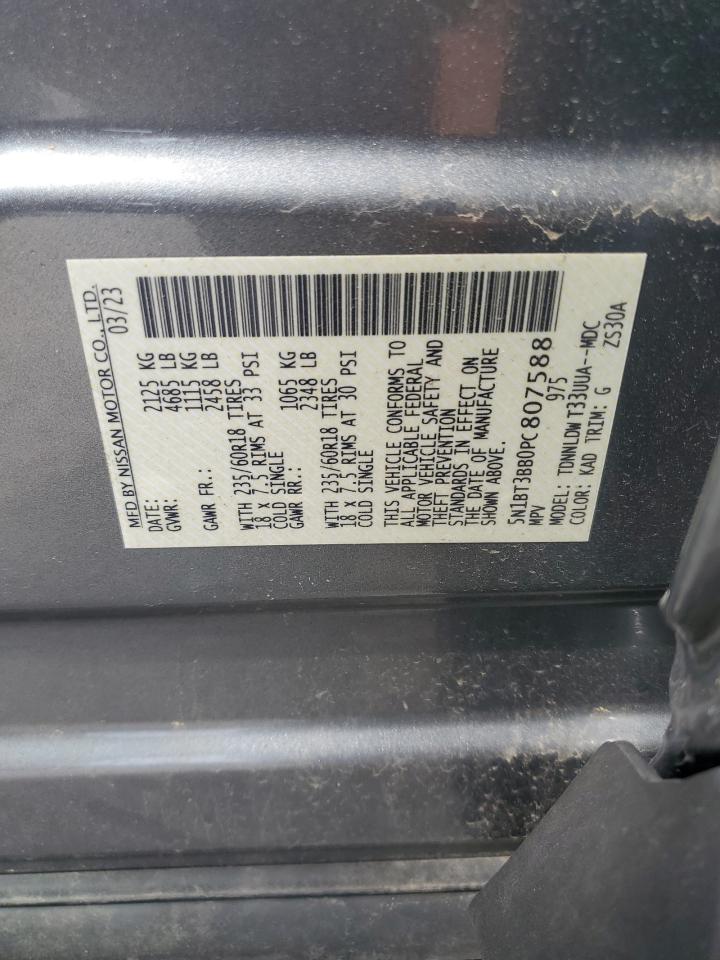 MFD BY NISSAN MOTOR CO., LTD.
DATE: 03/23
GVWR: 2125 KG
4685 LB
GAWR FR.: 1115 KG
2458 LB
WITH 235/60R18 TIRES
18 x 7.5 RIMS AT 33 PSI
COLD SINGLE
GAWR RR.: 1065 KG
2348 LB
WITH 235/60R18 TIRES
18 x 7.5 RIMS AT 30 PSI
COLD SINGLE
THIS VEHICLE CONFORMS TO
ALL APPLICABLE FEDERAL
MOTOR VEHICLE SAFETY AND
THEFT PREVENTION
STANDARDS IN EFFECT ON
THE DATE OF MANUFACTURE
SHOWN ABOVE.
5N1BT3BB0PC807588
MPV 975
MODEL: TDMNLDWT33UUA--MDC
COLOR: KAD TRIM: G ZS30A